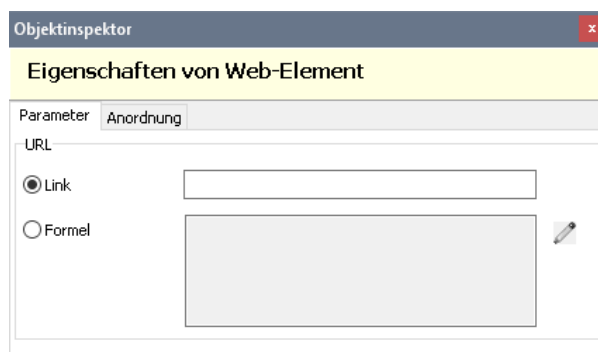 Objektinspektor
x
Eigenschaften von Web-Element
Parameter Anordnung
URL
Link
Formel